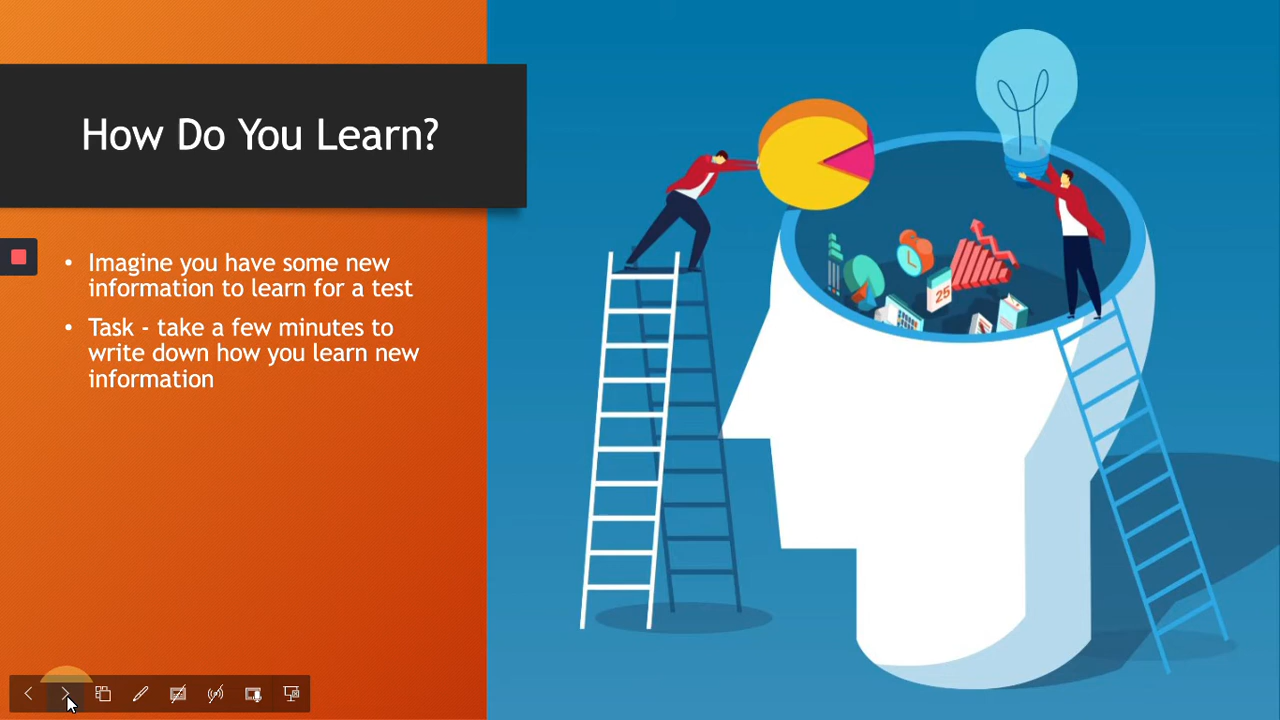 How Do You Learn?
• Imagine you have some new
information to learn for a test
• Task - take a few minutes to
write down how you learn new
information
25